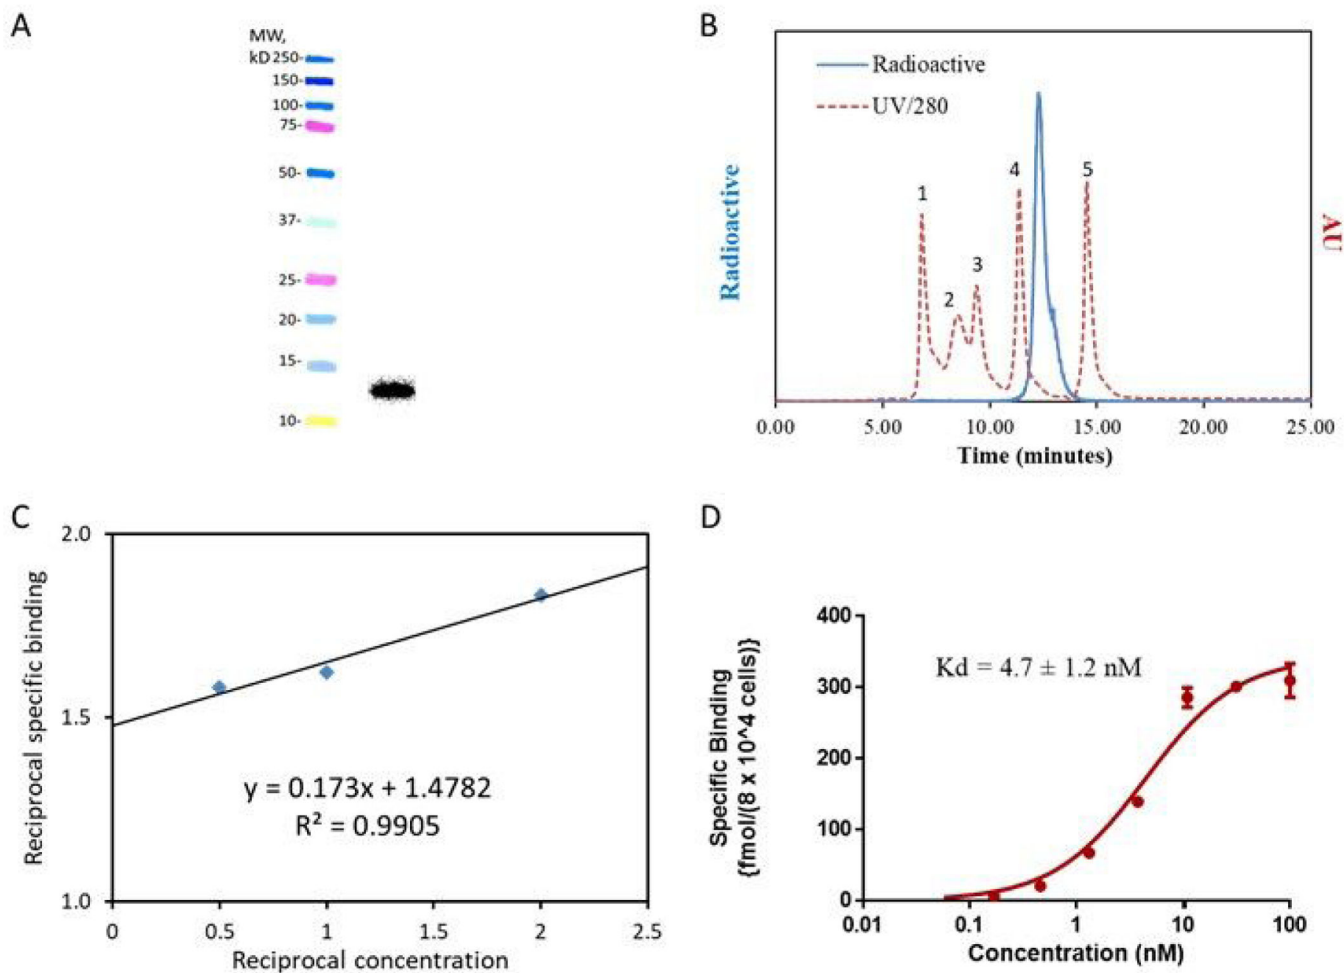 A
MW,
kD 250-
150-
100-
75-
50-
37-
25-
20-
15-
10-
B
Radioactive
UV/280
Radioactive
UV
1
2
3
4
5
0.00 5.00 10.00 15.00 20.00 25.00
Time (minutes)
C
Reciprocal specific binding
2.0
1.5
1.0
y = 0.173x + 1.4782
R² = 0.9905
0 0.5 1 1.5 2 2.5
Reciprocal concentration
D
Specific Binding
{fmol/(8 x 10^4 cells)}
400
300
200
100
0
Kd = 4.7 ± 1.2 nM
0.01 0.1 1 10 100
Concentration (nM)